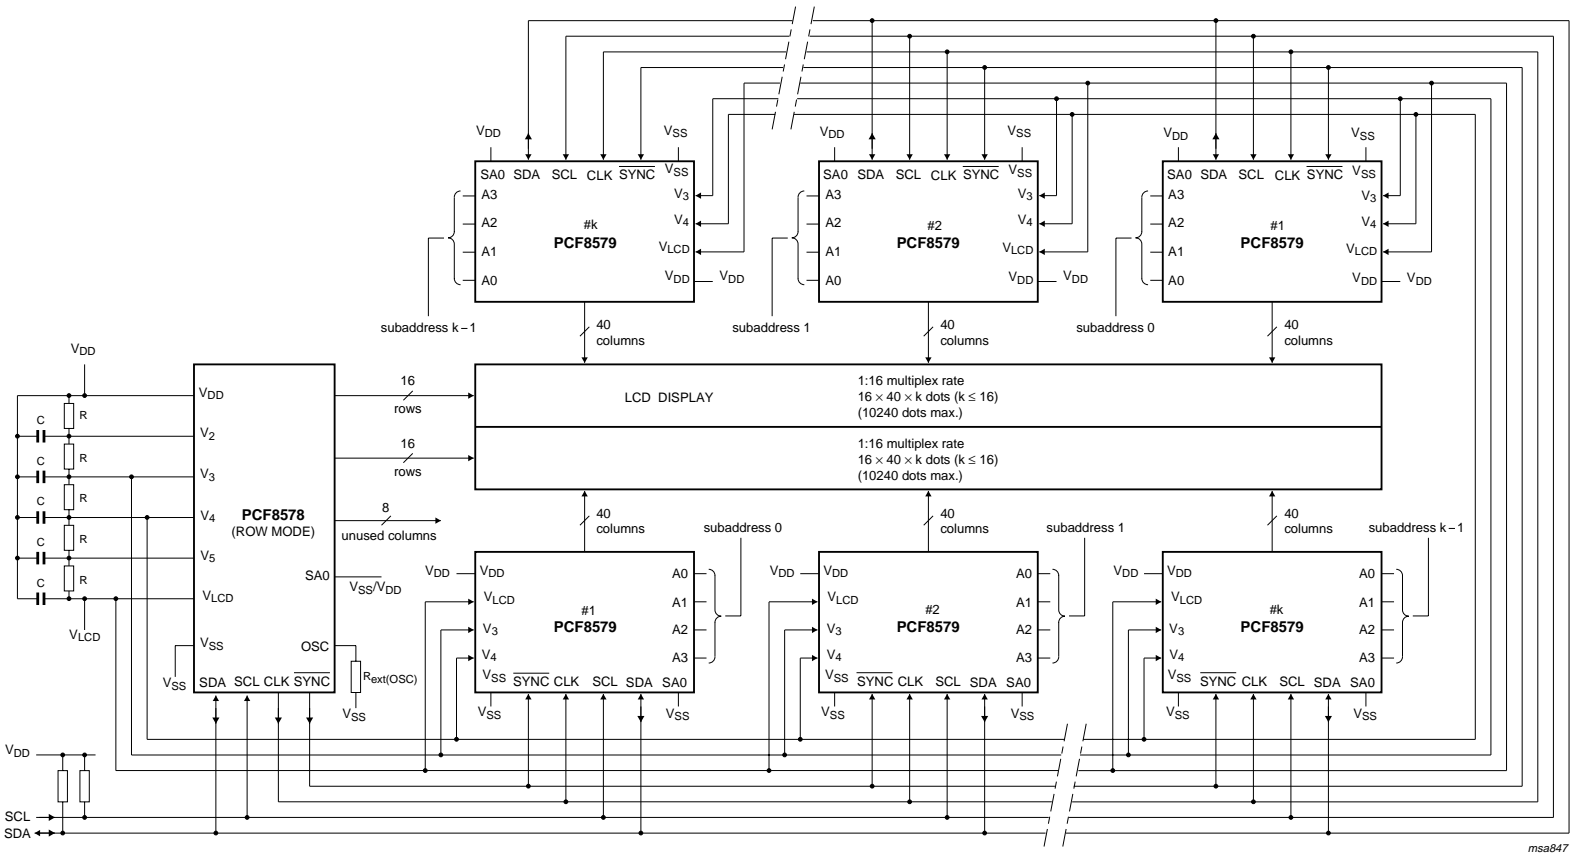 VDD VSS VDD VSS VDD VSS
SA0 SDA SCL CLK SYNC VSS
A3 V3
A2 #k V4
PCF8579
A1 VLCD
A0 VDD VDD
subaddress k−1
40
columns
SA0 SDA SCL CLK SYNC VSS
A3 V3
A2 #2 V4
PCF8579
A1 VLCD
A0 VDD VDD
subaddress 1
40
columns
SA0 SDA SCL CLK SYNC VSS
A3 V3
A2 #1 V4
PCF8579
A1 VLCD
A0 VDD VDD
subaddress 0
40
columns
VDD
C R
C R
C R
C R
C R
VLCD
VDD
V2
V3
V4
V5
VLCD
VSS
VSS
PCF8578
(ROW MODE)
SA0
VSS/VDD
OSC
Rext(OSC)
VSS
SDA SCL CLK SYNC
16
rows
16
rows
8
unused columns
LCD DISPLAY
1:16 multiplex rate
16 × 40 × k dots (k ≤ 16)
(10240 dots max.)
1:16 multiplex rate
16 × 40 × k dots (k ≤ 16)
(10240 dots max.)
40
columns
subaddress 0
VDD VDD A0
VLCD A1
#1
PCF8579
V3 A2
V4 A3
VSS SYNC CLK SCL SDA SA0
VSS VSS
40
columns
subaddress 1
VDD VDD A0
VLCD A1
#2
PCF8579
V3 A2
V4 A3
VSS SYNC CLK SCL SDA SA0
VSS VSS
40
columns
subaddress k−1
VDD VDD A0
VLCD A1
#k
PCF8579
V3 A2
V4 A3
VSS SYNC CLK SCL SDA SA0
VSS VSS
VDD
SCL
SDA
msa847